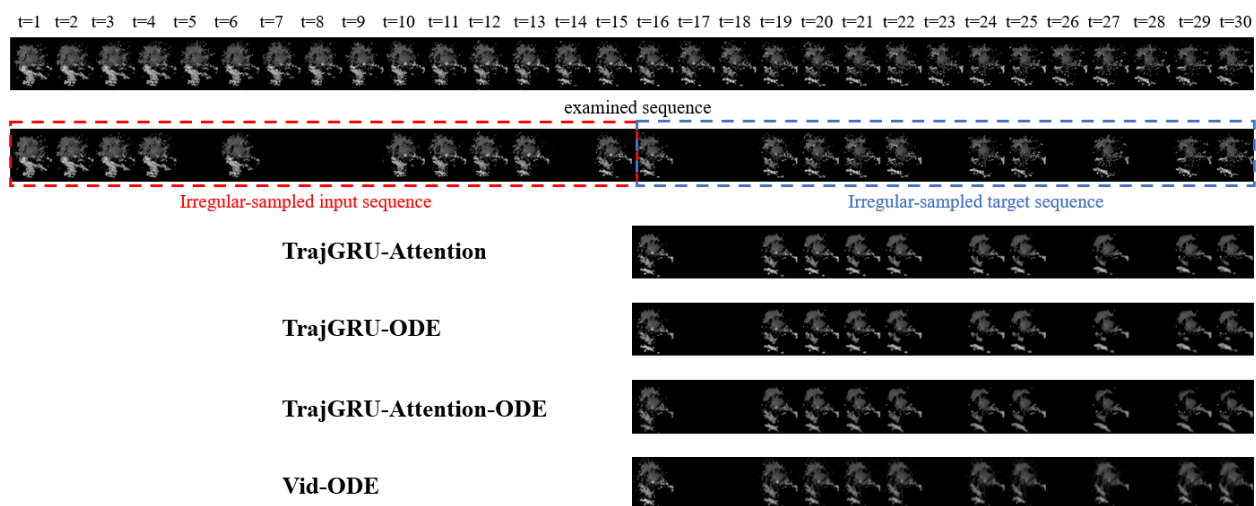 t=1 t=2 t=3 t=4 t=5 t=6 t=7 t=8 t=9 t=10 t=11 t=12 t=13 t=14 t=15 t=16 t=17 t=18 t=19 t=20 t=21 t=22 t=23 t=24 t=25 t=26 t=27 t=28 t=29 t=30
examined sequence
Irregular-sampled input sequence Irregular-sampled target sequence
TrajGRU-Attention
TrajGRU-ODE
TrajGRU-Attention-ODE
Vid-ODE